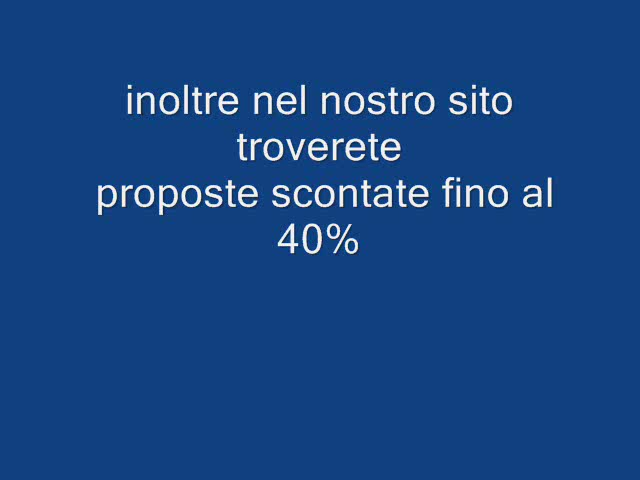 inoltre nel nostro sito
troverete
proposte scontate fino al
40%